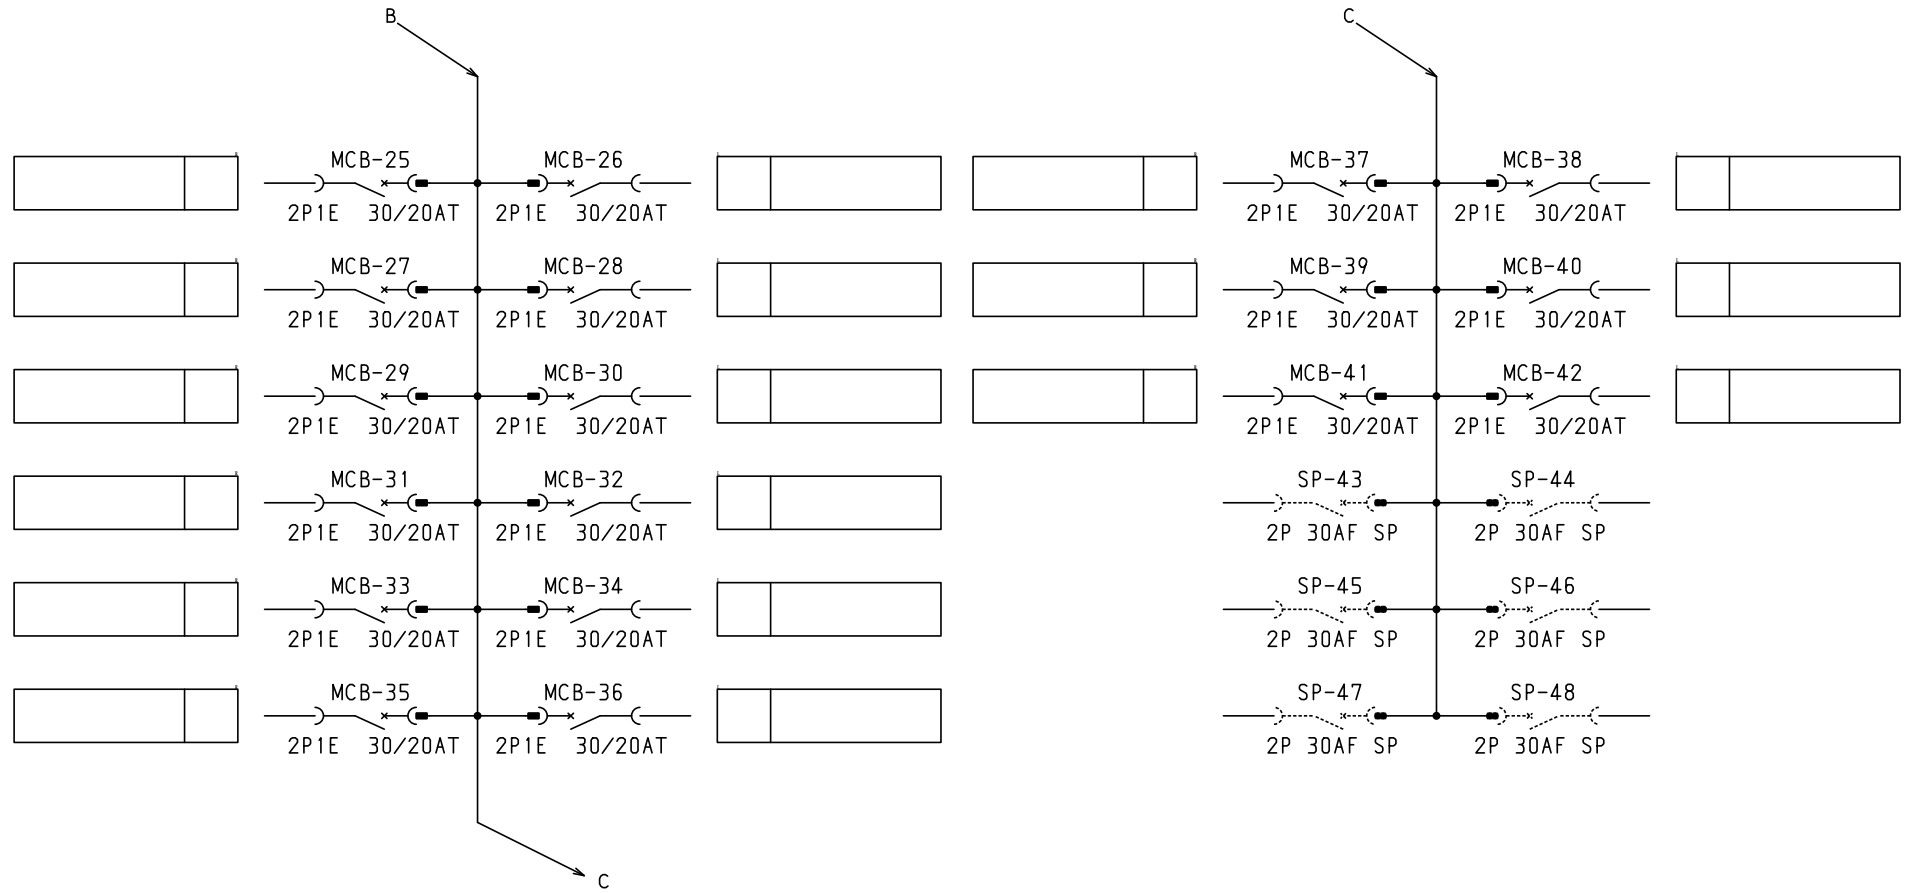 B
MCB-25 MCB-26
2P1E 30/20AT 2P1E 30/20AT
MCB-27 MCB-28
2P1E 30/20AT 2P1E 30/20AT
MCB-29 MCB-30
2P1E 30/20AT 2P1E 30/20AT
MCB-31 MCB-32
2P1E 30/20AT 2P1E 30/20AT
MCB-33 MCB-34
2P1E 30/20AT 2P1E 30/20AT
MCB-35 MCB-36
2P1E 30/20AT 2P1E 30/20AT
C
C
MCB-37 MCB-38
2P1E 30/20AT 2P1E 30/20AT
MCB-39 MCB-40
2P1E 30/20AT 2P1E 30/20AT
MCB-41 MCB-42
2P1E 30/20AT 2P1E 30/20AT
SP-43 SP-44
2P 30AF SP 2P 30AF SP
SP-45 SP-46
2P 30AF SP 2P 30AF SP
SP-47 SP-48
2P 30AF SP 2P 30AF SP